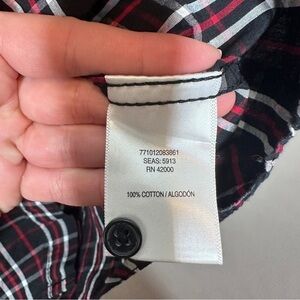 771012083861
SEAS: 5913
RN 42000
100% COTTON / ALGODÓN